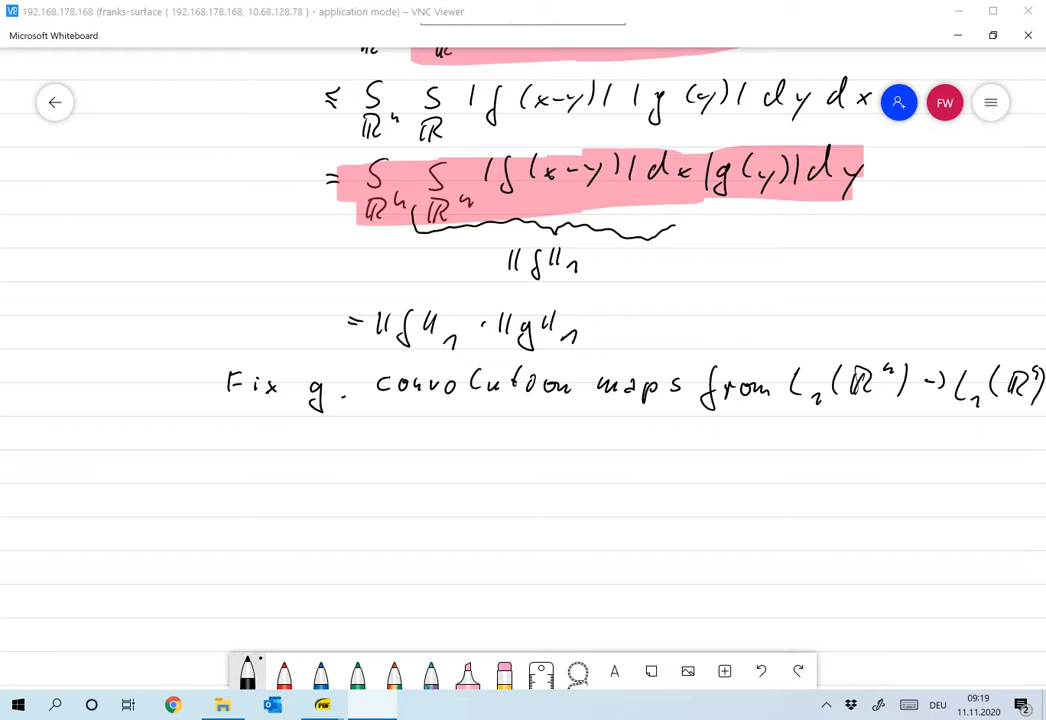 192.168.178.168 (franks-surface ( 192.168.178.168, 10.68.128.78 ) - application mode) – VNC Viewer
Microsoft Whiteboard
≤ ∫_{ℝⁿ} ∫_{ℝ} |f(x-y)| |g(y)| dy dx
FW
= ∫_{ℝⁿ} ∫_{ℝⁿ} |f(x-y)| dx |g(y)| dy
||f||₁
= ||f||₁ · ||g||₁
Fix g. convolution maps from L₁(ℝⁿ) → L₁(ℝⁿ)
A
DEU
09:19
11.11.2020
2